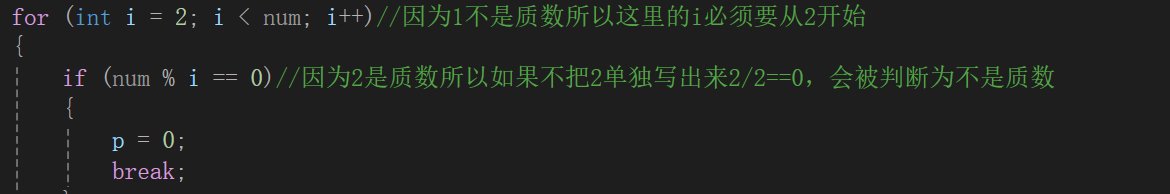 for (int i = 2; i < num; i++)//因为1不是质数所以这里的i必须要从2开始
{
if (num % i == 0)//因为2是质数所以如果不把2单独写出来2/2==0，会被判断为不是质数
{
p = 0;
break;